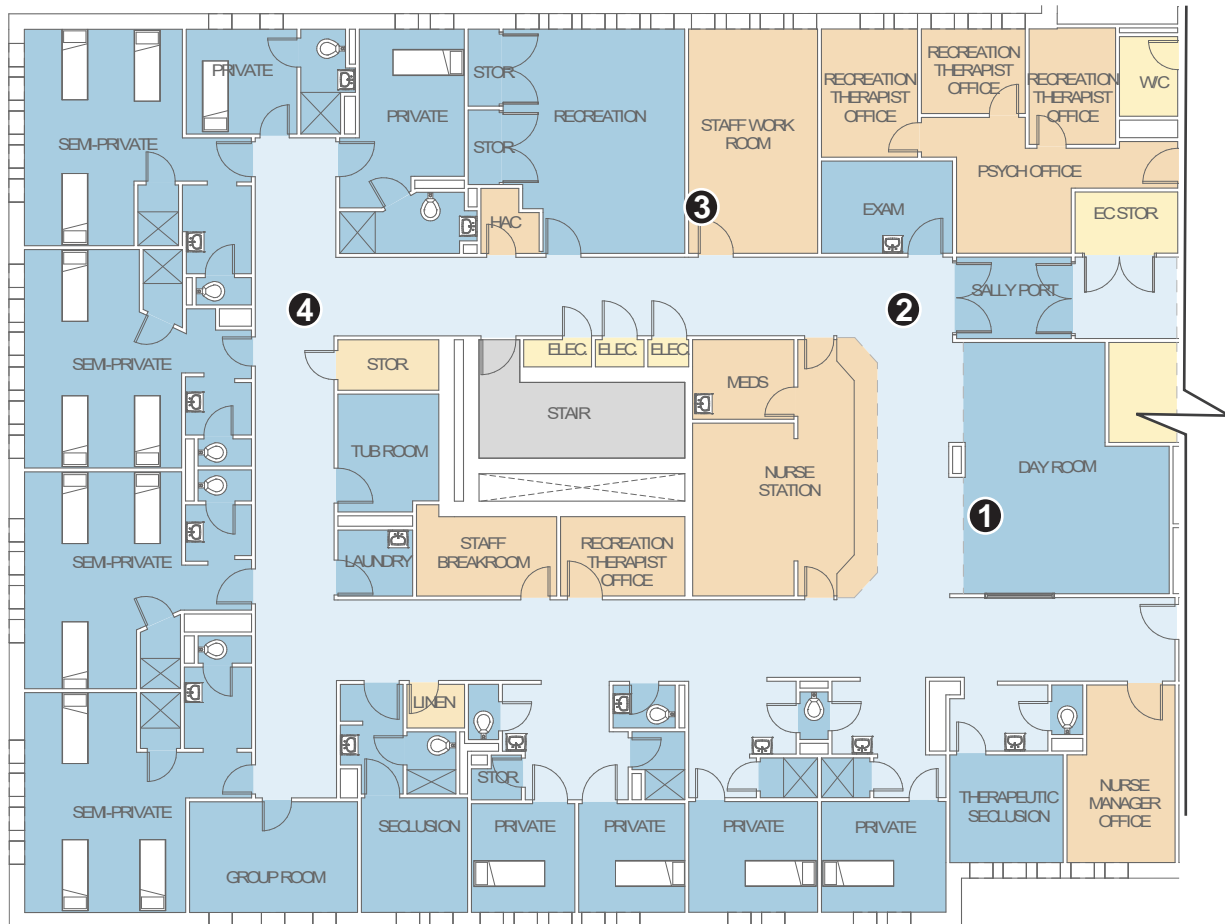 PRIVATE
STOR.
STOR.
RECREATION
PRIVATE
SEMI-PRIVATE
STAFF WORK
ROOM
RECREATION
THERAPIST
OFFICE
RECREATION
THERAPIST
OFFICE
RECREATION
THERAPIST
OFFICE
W/C
PSYCH OFFICE
EXAM
HAC
3
EC STOR.
SALLY PORT
4
2
SEMI-PRIVATE
STOR.
ELEC.
ELEC.
ELEC.
MEDS
STAIR
TUB ROOM
NURSE
STATION
DAY ROOM
1
SEMI-PRIVATE
LAUNDRY
STAFF
BREAKROOM
RECREATION
THERAPIST
OFFICE
LINEN
STOR.
SEMI-PRIVATE
GROUP ROOM
SECLUSION
PRIVATE
PRIVATE
PRIVATE
PRIVATE
THERAPEUTIC
SECLUSION
NURSE
MANAGER
OFFICE